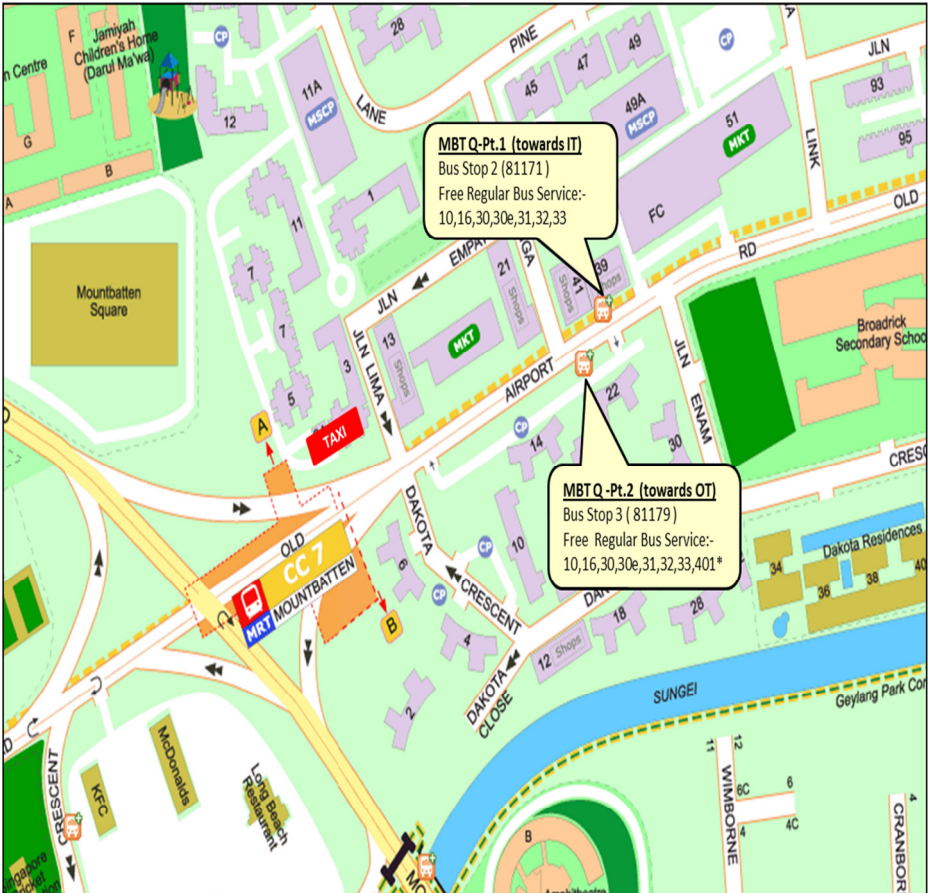 F
Jamiyah
Children's Home
(Darul Ma'wa)
n Centre
G
B
A
CP
12
28
11A
MSCP
LANE
PINE
45
47
49
49A
MSCP
CP
51
MKT
FC
JLN
93
95
LINK
OLD
RD
MBT Q-Pt.1 (towards IT)
Bus Stop 2 (81171 )
Free Regular Bus Service:-
10,16,30,30e,31,32,33
1
11
7
7
5
3
Mountbatten
Square
JLN
EMPA
GA
21
Shops
41
Shops
39
hops
MKT
13
Shops
JLN LIMA
AIRPORT
JLN
ENAM
Broadrick
Secondary Schoo
A
TAXI
CP
14
22
30
CRESC
MBT Q -Pt.2 (towards OT)
Bus Stop 3 ( 81179 )
Free Regular Bus Service:-
10,16,30,30e,31,32,33,401*
OLD
CC 7
MRT
MOUNTBATTEN
B
DAKOTA
CRESCENT
CP
CP
6
10
4
2
12 Shops
18
28
DAKOTA
CLOSE
34
36
38
40
Dakota Residences
SUNGEI
Geylang Park Con
CRESCENT
KFC
McDonalds
Long Beach
Restaurant
B
11
12
WIMBORNE
6C
6
4
4C
4
CRANBOR
MO